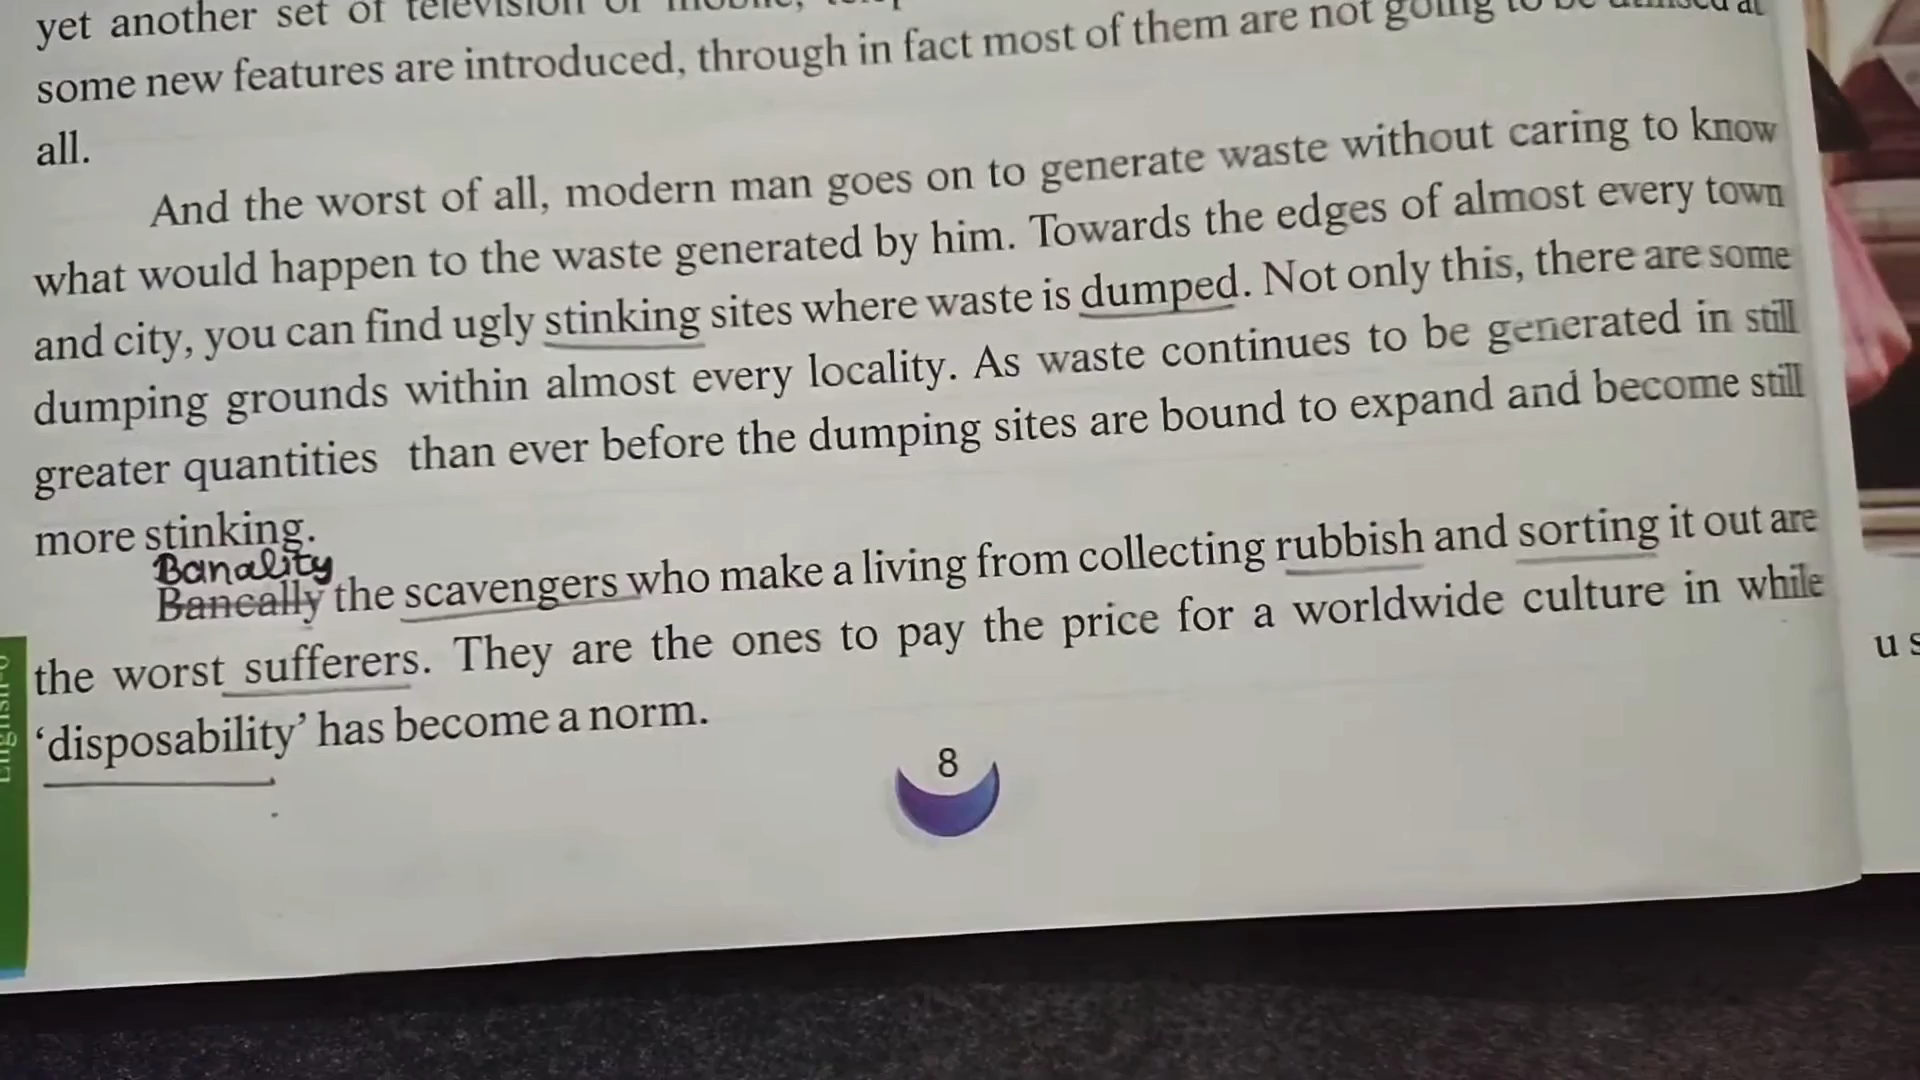 yet another set of television or mobile,
some new features are introduced, through in fact most of them are not going to be utilised at
all.
And the worst of all, modern man goes on to generate waste without caring to know
what would happen to the waste generated by him. Towards the edges of almost every town
and city, you can find ugly stinking sites where waste is dumped. Not only this, there are some
dumping grounds within almost every locality. As waste continues to be generated in still
greater quantities than ever before the dumping sites are bound to expand and become still
more stinking.
Banality
Bancally the scavengers who make a living from collecting rubbish and sorting it out are
the worst sufferers. They are the ones to pay the price for a worldwide culture in while
‘disposability’ has become a norm.
8